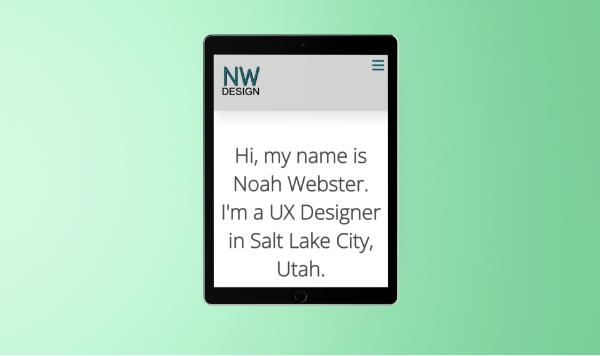 NW
DESIGN
Hi, my name is
Noah Webster.
I'm a UX Designer
in Salt Lake City,
Utah.